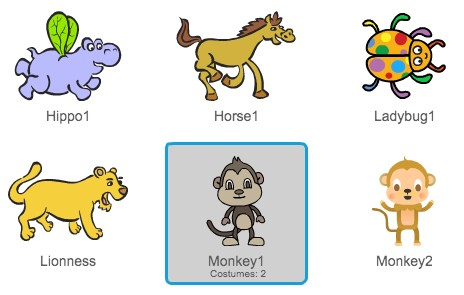 Hippo1
Horse1
Ladybug1
Lionness
Monkey1
Costumes: 2
Monkey2